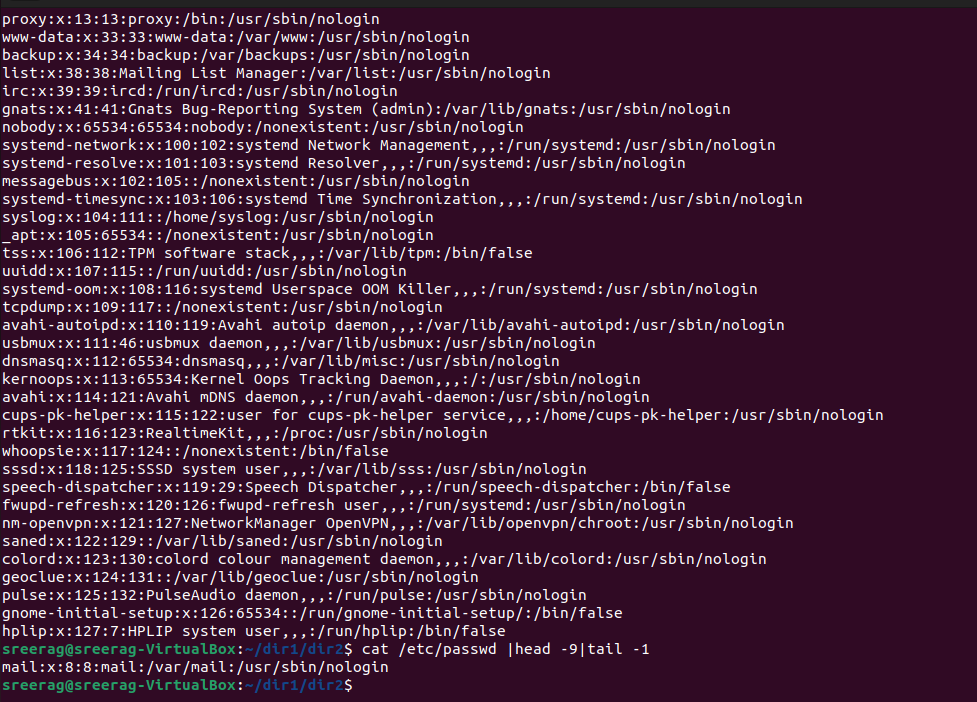 proxy:x:13:13:proxy:/bin:/usr/sbin/nologin
www-data:x:33:33:www-data:/var/www:/usr/sbin/nologin
backup:x:34:34:backup:/var/backups:/usr/sbin/nologin
list:x:38:38:Mailing List Manager:/var/list:/usr/sbin/nologin
irc:x:39:39:ircd:/run/ircd:/usr/sbin/nologin
gnats:x:41:41:Gnats Bug-Reporting System (admin):/var/lib/gnats:/usr/sbin/nologin
nobody:x:65534:65534:nobody:/nonexistent:/usr/sbin/nologin
systemd-network:x:100:102:systemd Network Management,,,:/run/systemd:/usr/sbin/nologin
systemd-resolve:x:101:103:systemd Resolver,,,:/run/systemd:/usr/sbin/nologin
messagebus:x:102:105::/nonexistent:/usr/sbin/nologin
systemd-timesync:x:103:106:systemd Time Synchronization,,,:/run/systemd:/usr/sbin/nologin
syslog:x:104:111::/home/syslog:/usr/sbin/nologin
_apt:x:105:65534::/nonexistent:/usr/sbin/nologin
tss:x:106:112:TPM software stack,,,:/var/lib/tpm:/bin/false
uuidd:x:107:115::/run/uuidd:/usr/sbin/nologin
systemd-oom:x:108:116:systemd Userspace OOM Killer,,,:/run/systemd:/usr/sbin/nologin
tcpdump:x:109:117::/nonexistent:/usr/sbin/nologin
avahi-autoipd:x:110:119:Avahi autoip daemon,,,:/var/lib/avahi-autoipd:/usr/sbin/nologin
usbmux:x:111:46:usbmux daemon,,,:/var/lib/usbmux:/usr/sbin/nologin
dnsmasq:x:112:65534:dnsmasq,,,:/var/lib/misc:/usr/sbin/nologin
kernoops:x:113:65534:Kernel Oops Tracking Daemon,,,:/:/usr/sbin/nologin
avahi:x:114:121:Avahi mDNS daemon,,,:/run/avahi-daemon:/usr/sbin/nologin
cups-pk-helper:x:115:122:user for cups-pk-helper service,,,:/home/cups-pk-helper:/usr/sbin/nologin
rtkit:x:116:123:RealtimeKit,,,:/proc:/usr/sbin/nologin
whoopsie:x:117:124::/nonexistent:/bin/false
sssd:x:118:125:SSSD system user,,,:/var/lib/sss:/usr/sbin/nologin
speech-dispatcher:x:119:29:Speech Dispatcher,,,:/run/speech-dispatcher:/bin/false
fwupd-refresh:x:120:126:fwupd-refresh user,,,:/run/systemd:/usr/sbin/nologin
nm-openvpn:x:121:127:NetworkManager OpenVPN,,,:/var/lib/openvpn/chroot:/usr/sbin/nologin
saned:x:122:129::/var/lib/saned:/usr/sbin/nologin
colord:x:123:130:colord colour management daemon,,,:/var/lib/colord:/usr/sbin/nologin
geoclue:x:124:131::/var/lib/geoclue:/usr/sbin/nologin
pulse:x:125:132:PulseAudio daemon,,,:/run/pulse:/usr/sbin/nologin
gnome-initial-setup:x:126:65534::/run/gnome-initial-setup/:/bin/false
hplip:x:127:7:HPLIP system user,,,:/run/hplip:/bin/false
sreerag@sreerag-VirtualBox:~/dir1/dir2$ cat /etc/passwd |head -9|tail -1
mail:x:8:8:mail:/var/mail:/usr/sbin/nologin
sreerag@sreerag-VirtualBox:~/dir1/dir2$